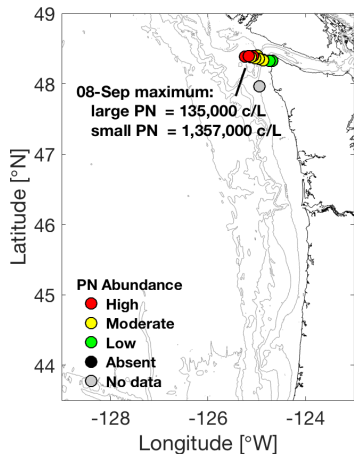 49
48
47
46
45
44
Latitude [°N]
08-Sep maximum:
large PN = 135,000 c/L
small PN = 1,357,000 c/L
PN Abundance
High
Moderate
Low
Absent
No data
-128 -126 -124
Longitude [°W]